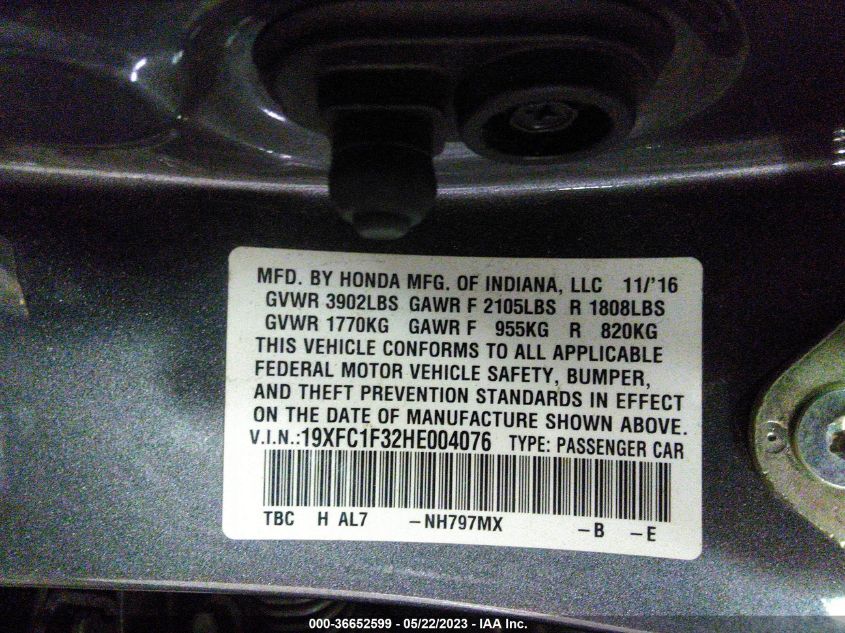 MFD. BY HONDA MFG. OF INDIANA, LLC 11/'16
GVWR 3902LBS GAWR F 2105LBS R 1808LBS
GVWR 1770KG GAWR F 955KG R 820KG
THIS VEHICLE CONFORMS TO ALL APPLICABLE
FEDERAL MOTOR VEHICLE SAFETY, BUMPER,
AND THEFT PREVENTION STANDARDS IN EFFECT
ON THE DATE OF MANUFACTURE SHOWN ABOVE.
V.I.N.:19XFC1F32HE004076 TYPE: PASSENGER CAR
TBC H AL7 -NH797MX -B -E
000-36652599 - 05/22/2023 - IAA Inc.